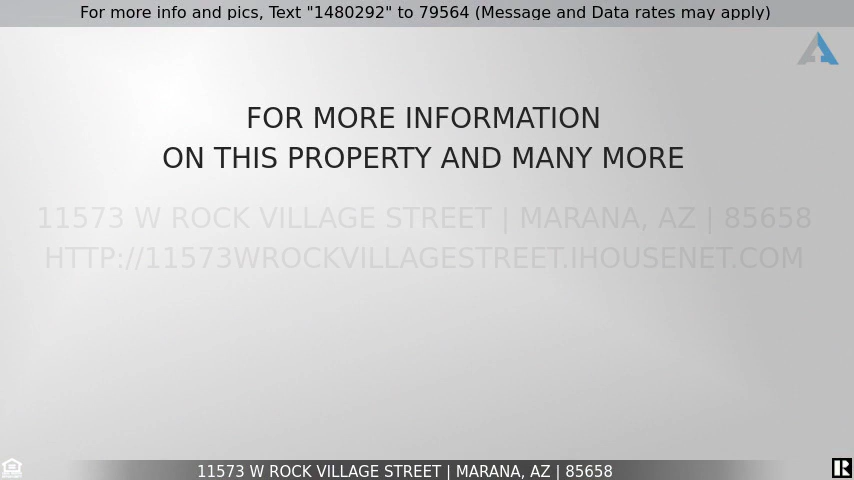 For more info and pics, Text "1480292" to 79564 (Message and Data rates may apply)
FOR MORE INFORMATION
ON THIS PROPERTY AND MANY MORE
11573 W ROCK VILLAGE STREET | MARANA, AZ | 85658
HTTP://11573WROCKVILLAGESTREET.IHOUSENET.COM
11573 W ROCK VILLAGE STREET | MARANA, AZ | 85658